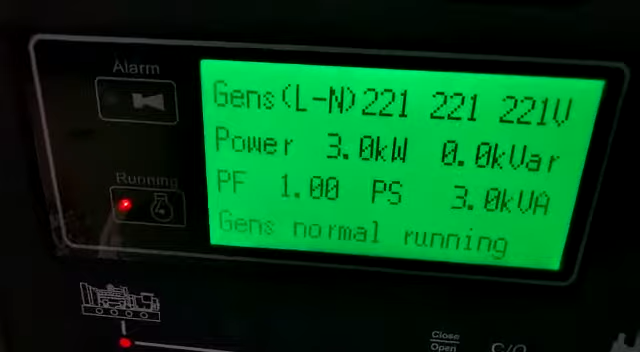 Alarm
Gens(L-N)221 221 221V
Power 3.0kW 0.0kVar
Running
PF 1.00 PS 3.0kVA
Gens normal running
Close
Open
C/O